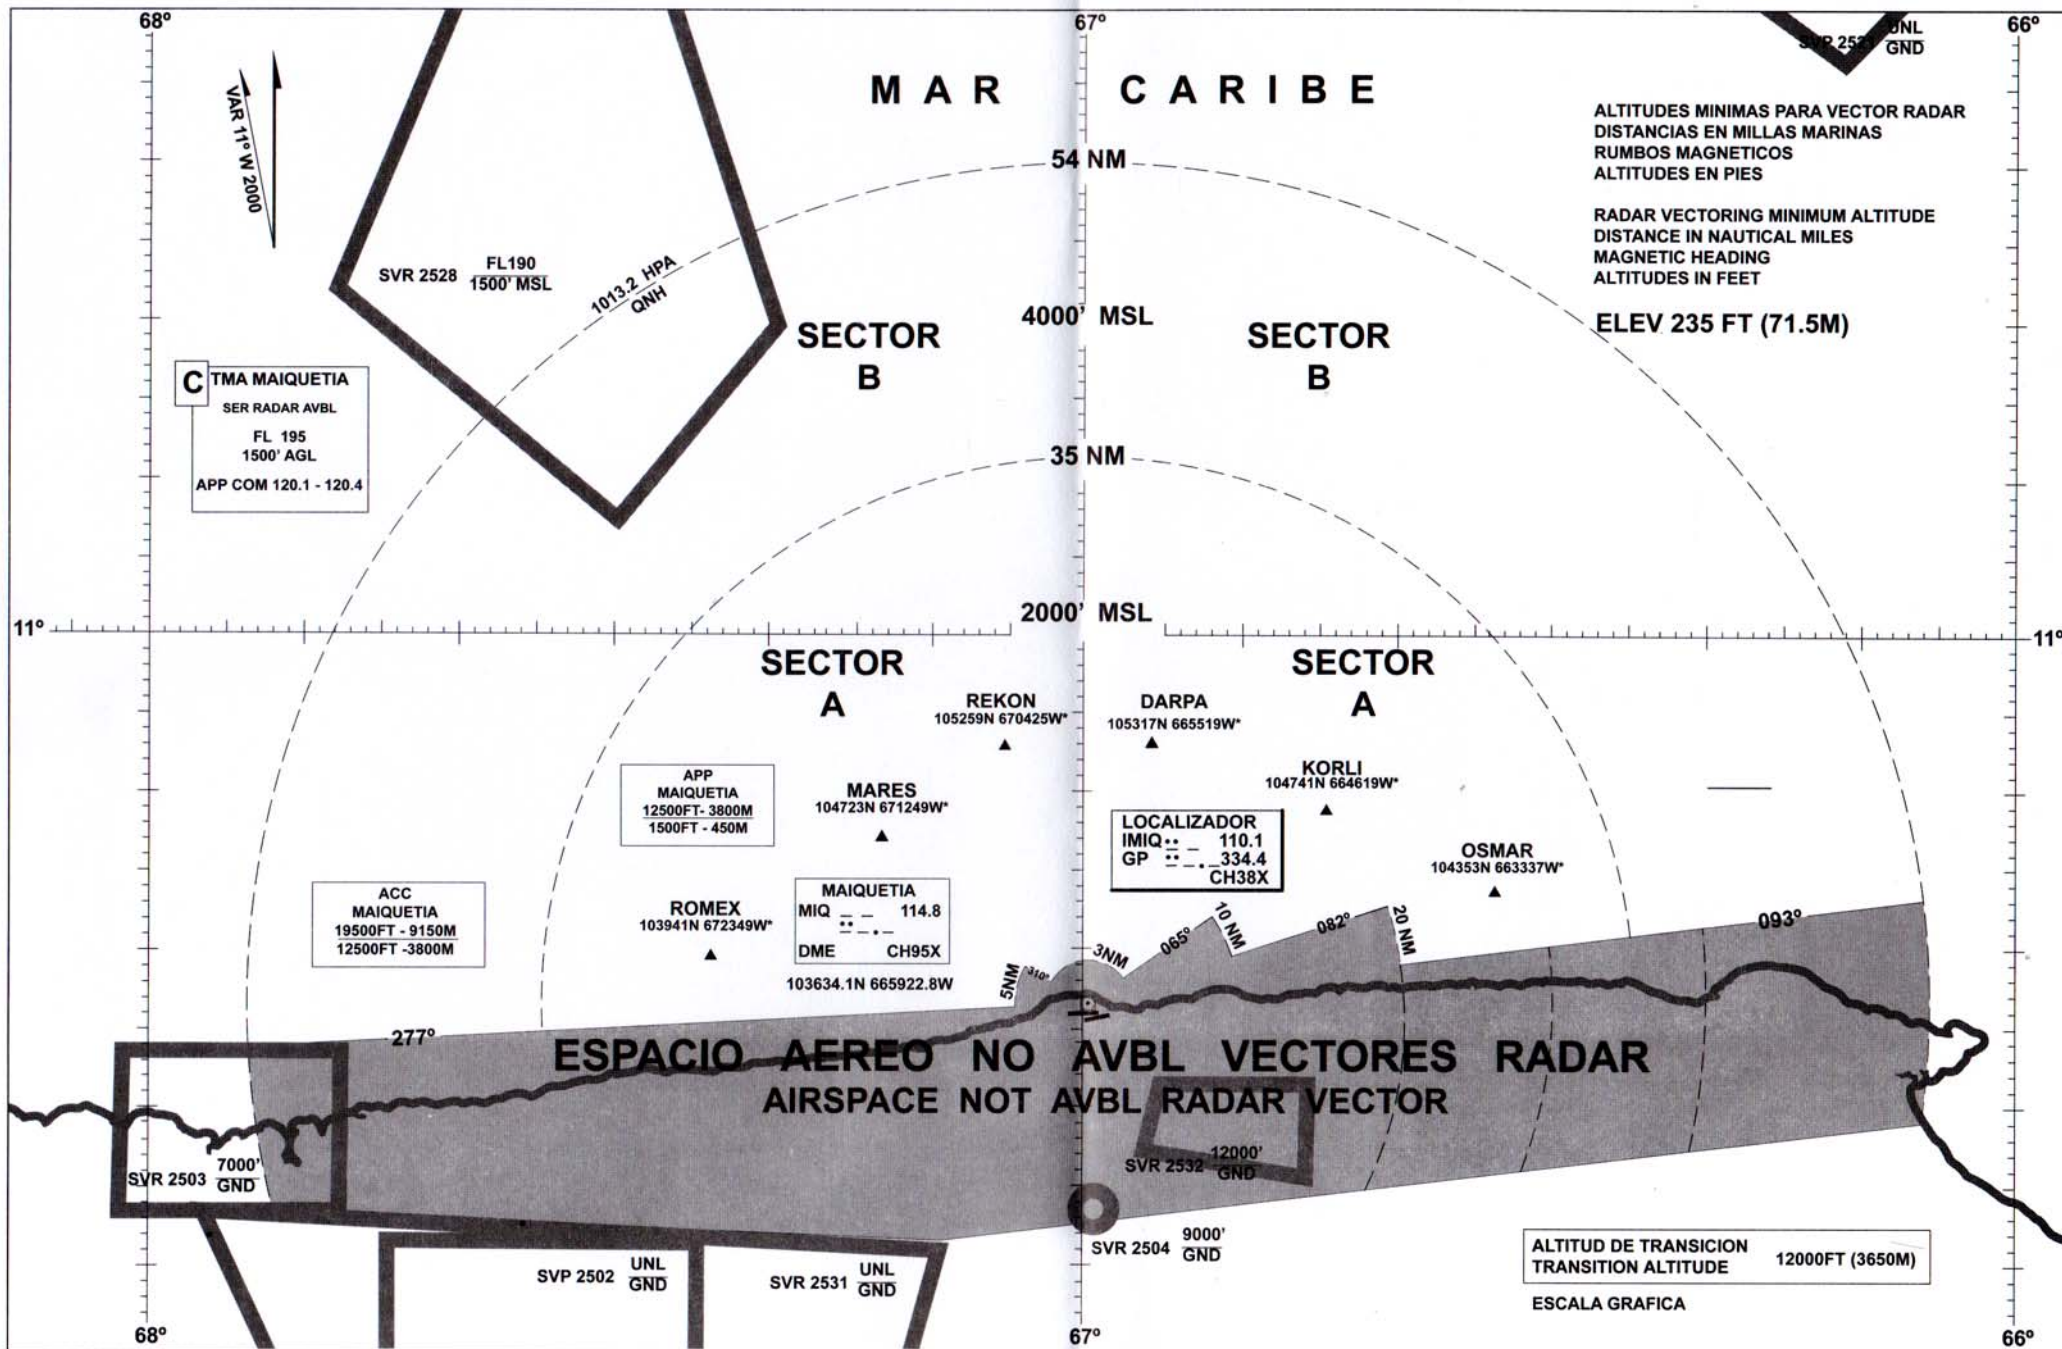 68º
67º
66º
SVP 2521 UNL
GND
VAR 11º W 2000
MAR CARIBE
ALTITUDES MINIMAS PARA VECTOR RADAR
DISTANCIAS EN MILLAS MARINAS
RUMBOS MAGNETICOS
ALTITUDES EN PIES
RADAR VECTORING MINIMUM ALTITUDE
DISTANCE IN NAUTICAL MILES
MAGNETIC HEADING
ALTITUDES IN FEET
ELEV 235 FT (71.5M)
54 NM
SVR 2528 FL190
1500' MSL
1013.2 HPA
QNH
4000' MSL
SECTOR
B
SECTOR
B
C TMA MAIQUETIA
SER RADAR AVBL
FL 195
1500' AGL
APP COM 120.1 - 120.4
35 NM
2000' MSL
11º
11º
SECTOR
A
SECTOR
A
REKON
105259N 670425W*
DARPA
105317N 665519W*
KORLI
104741N 664619W*
MARES
104723N 671249W*
APP
MAIQUETIA
12500FT- 3800M
1500FT - 450M
LOCALIZADOR
IMIQ 110.1
GP 334.4
CH38X
OSMAR
104353N 663337W*
ACC
MAIQUETIA
19500FT - 9150M
12500FT -3800M
ROMEX
103941N 672349W*
MAIQUETIA
MIQ 114.8
DME CH95X
103634.1N 665922.8W
5NM
310º
3NM
065º
10 NM
082º
20 NM
093º
277º
ESPACIO AEREO NO AVBL VECTORES RADAR
AIRSPACE NOT AVBL RADAR VECTOR
SVR 2503 7000'
GND
SVR 2532 12000'
GND
SVR 2504 9000'
GND
SVP 2502 UNL
GND
SVR 2531 UNL
GND
ALTITUD DE TRANSICION
TRANSITION ALTITUDE 12000FT (3650M)
ESCALA GRAFICA
68º
67º
66º